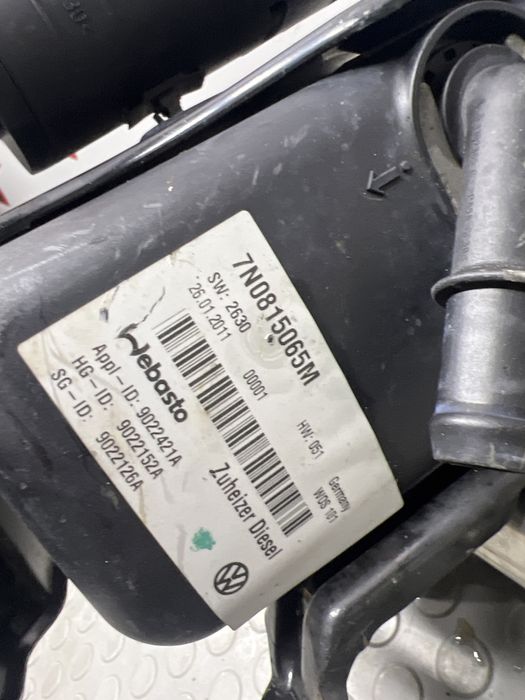 7N0815065M
SW: 2630
HW: 051
Germany
26.01.2011
00001
WOS 101
Webasto
Zuheizer Diesel
Appl-ID: 9022421A
HG-ID: 9022152A
SG-ID: 9022126A